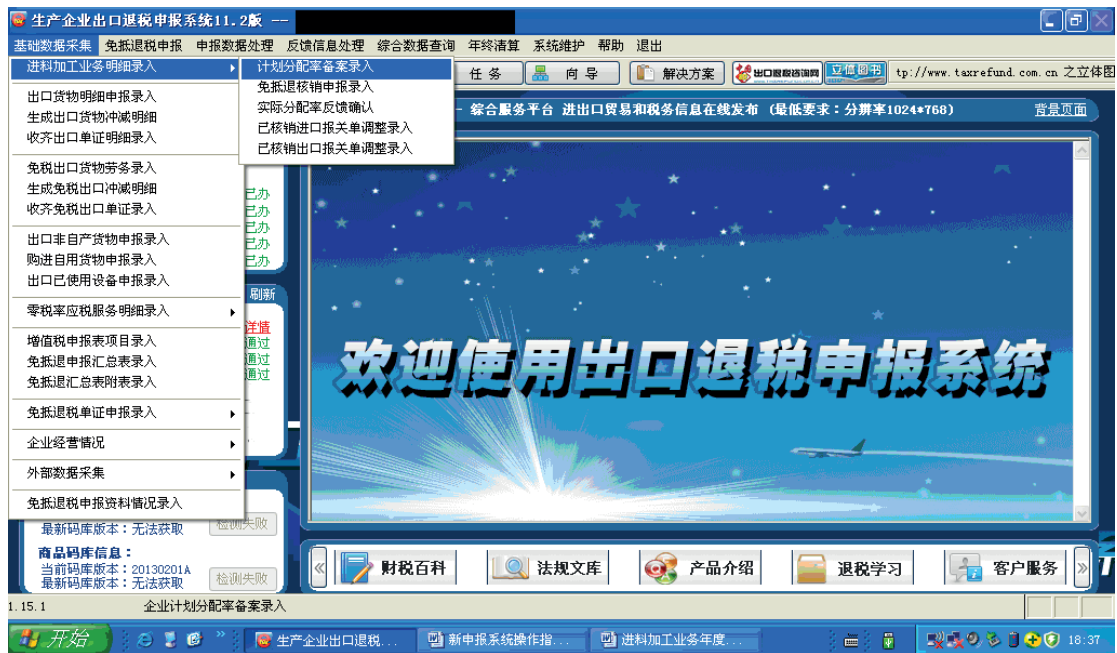 生产企业出口退税申报系统11.2版 --
基础数据采集 免抵退税申报 申报数据处理 反馈信息处理 综合数据查询 年终清算 系统维护 帮助 退出
进料加工业务明细录入
出口货物明细申报录入
生成出口货物冲减明细
收齐出口单证明细录入
免税出口货物劳务录入
生成免税出口冲减明细
收齐免税出口单证录入
出口非自产货物申报录入
购进自用货物申报录入
出口已使用设备申报录入
零税率应税服务明细录入
增值税申报表项目录入
免抵退申报汇总表录入
免抵退汇总表附表录入
免抵退税单证申报录入
企业经营情况
外部数据采集
免抵退税申报资料情况录入
计划分配率备案录入
免抵退核销申报录入
实际分配率反馈确认
已核销进口报关单调整录入
已核销出口报关单调整录入
任务 向导 解决方案 出口退税咨询网 立信图书 tp://www.taxrefund.com.cn 之立体图
- 综合服务平台 进出口贸易和税务信息在线发布 (最低要求：分辨率1024*768) 背景页面
已办
已办
已办
已办
已办
刷新
详情
通过
通过
通过
欢迎使用出口退税申报系统
最新码库版本：无法获取 检测失败
商品码库信息：
当前码库版本：20130201A
最新码库版本：无法获取 检测失败
财税百科 法规文库 产品介绍 退税学习 客户服务
1.15.1 企业计划分配率备案录入
开始 生产企业出口退税... 新申报系统操作指... 进料加工业务年度... 18:37